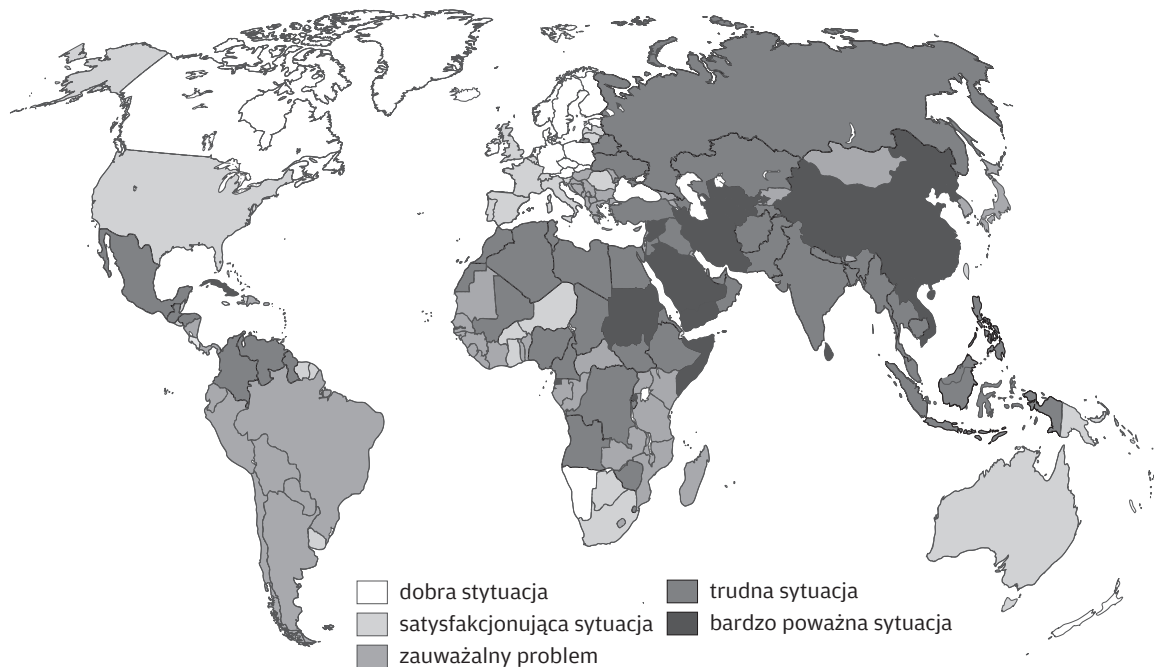 dobra stytuacja
satysfakcjonująca sytuacja
zauważalny problem
trudna sytuacja
bardzo poważna sytuacja